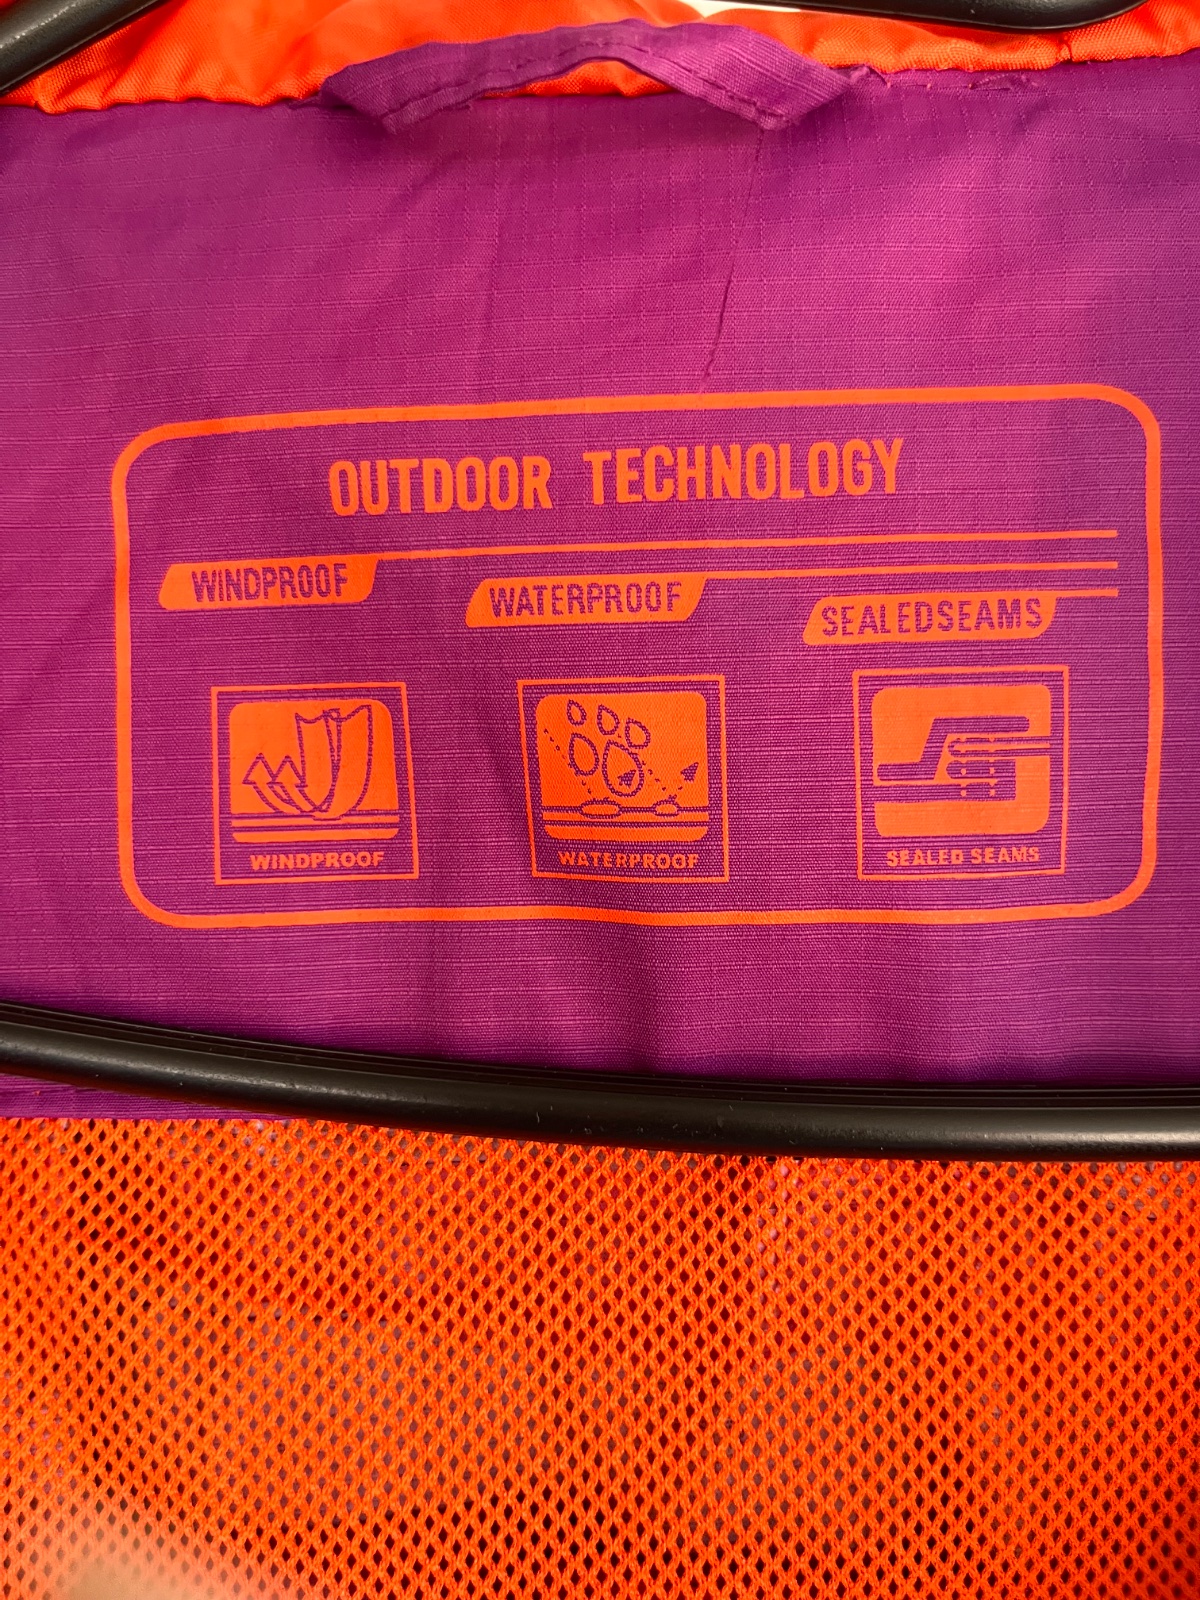 OUTDOOR TECHNOLOGY
WINDPROOF
WATERPROOF
SEALEDSEAMS
WINDPROOF
WATERPROOF
SEALED SEAMS